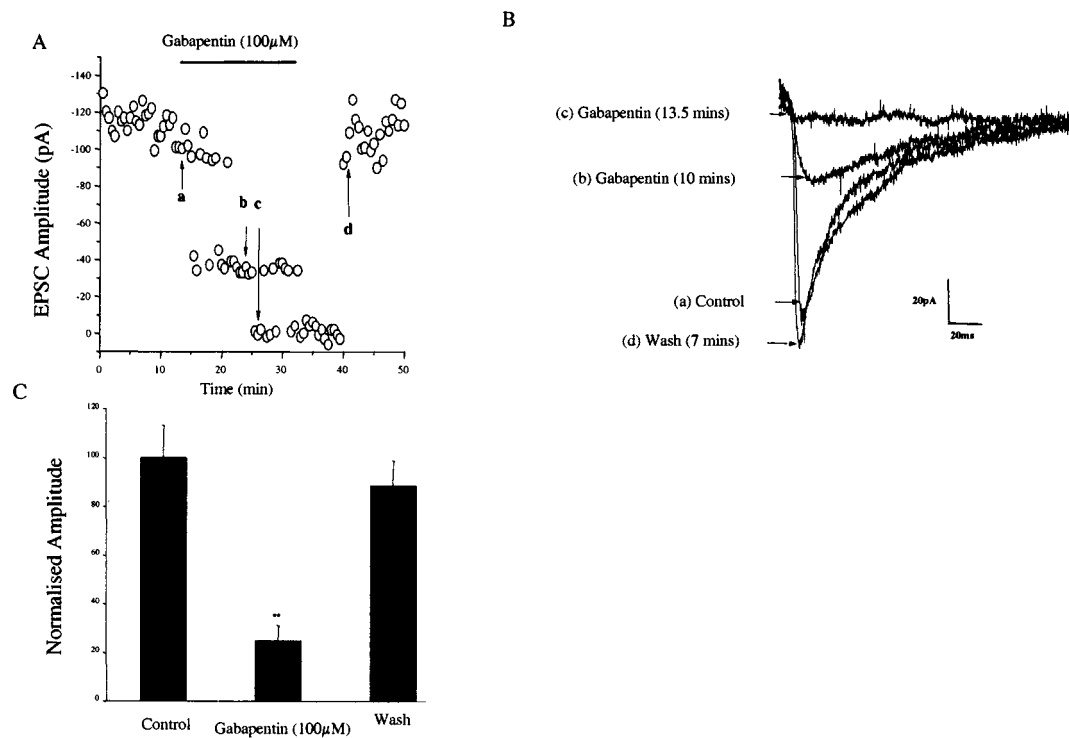 A
Gabapentin (100μM)
-140
-120
-100
-80
-60
-40
-20
0
EPSC Amplitude (pA)
a
b
c
d
0
10
20
30
40
50
Time (min)
B
(c) Gabapentin (13.5 mins)
(b) Gabapentin (10 mins)
(a) Control
(d) Wash (7 mins)
20pA
20ms
C
120
100
80
60
40
20
0
Normalised Amplitude
**
Control
Gabapentin (100μM)
Wash